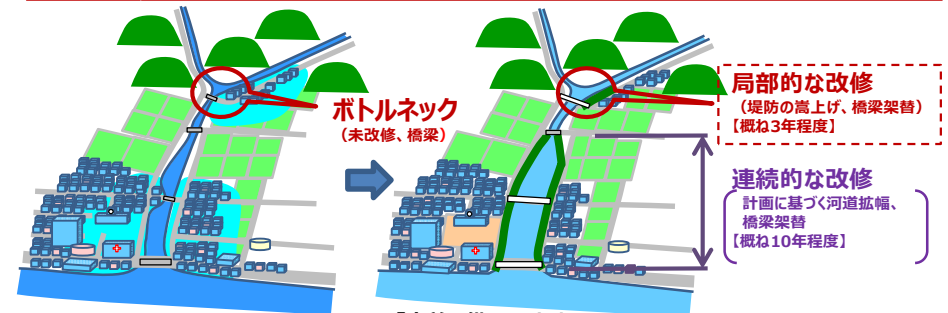 ボトルネック
(未改修、橋梁)
局部的な改修
(堤防の嵩上げ、橋梁架替)
【概ね3年程度】
連続的な改修
計画に基づく河道拡幅、
橋梁架替
【概ね10年程度】